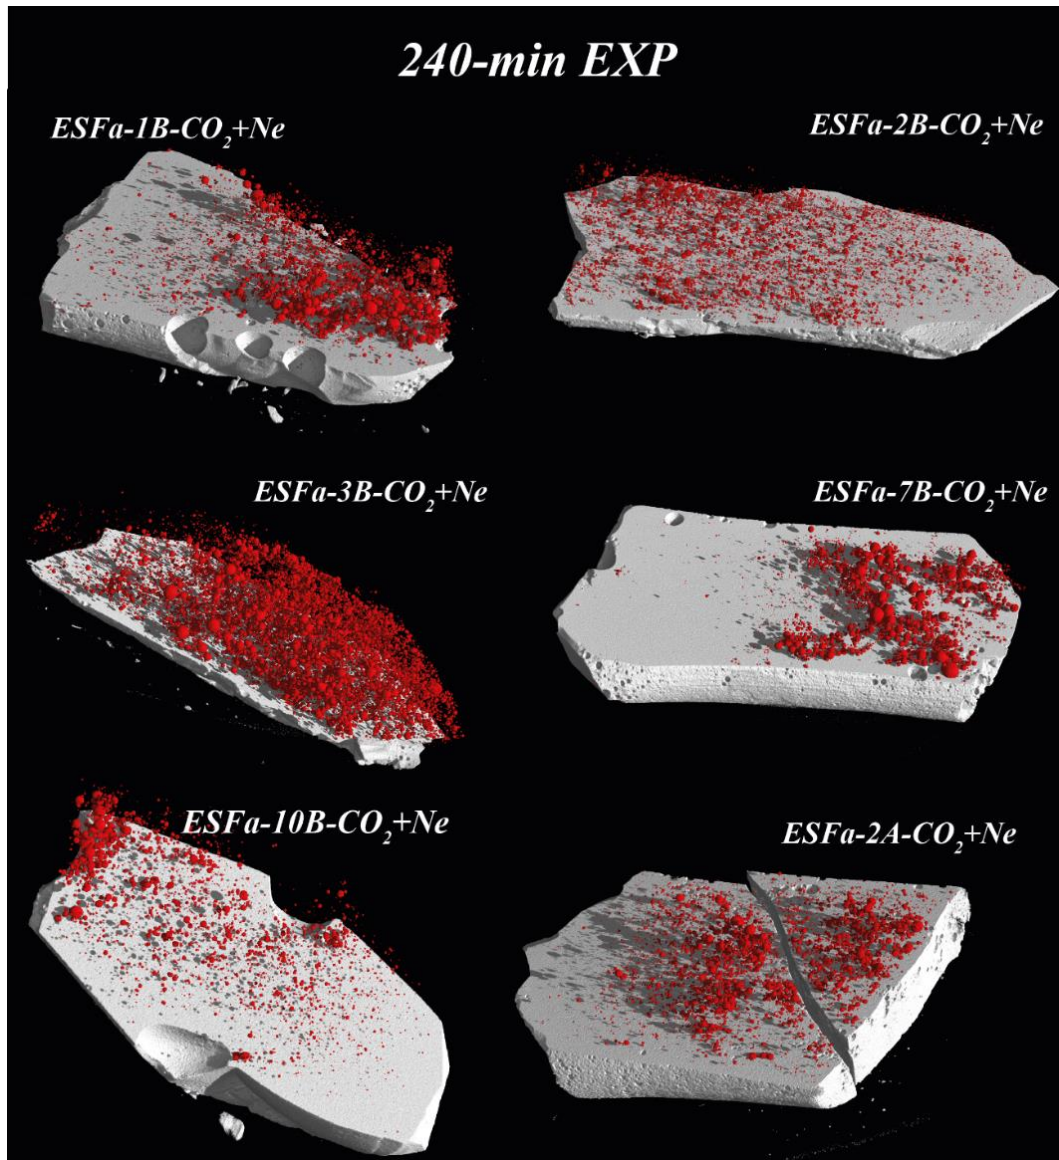 240-min EXP
ESFa-1B-CO₂+Ne
ESFa-2B-CO₂+Ne
ESFa-3B-CO₂+Ne
ESFa-7B-CO₂+Ne
ESFa-10B-CO₂+Ne
ESFa-2A-CO₂+Ne